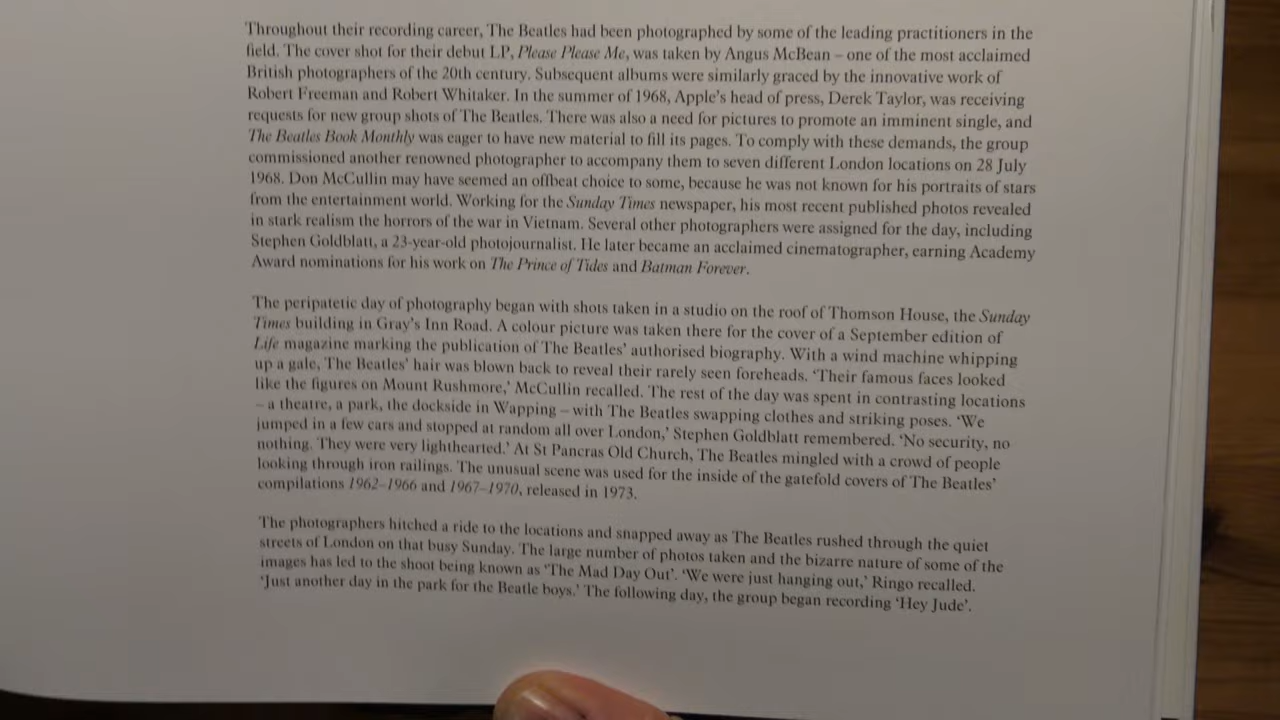 Throughout their recording career, The Beatles had been photographed by some of the leading practitioners in the
field. The cover shot for their debut LP, Please Please Me, was taken by Angus McBean – one of the most acclaimed
British photographers of the 20th century. Subsequent albums were similarly graced by the innovative work of
Robert Freeman and Robert Whitaker. In the summer of 1968, Apple's head of press, Derek Taylor, was receiving
requests for new group shots of The Beatles. There was also a need for pictures to promote an imminent single, and
The Beatles Book Monthly was eager to have new material to fill its pages. To comply with these demands, the group
commissioned another renowned photographer to accompany them to seven different London locations on 28 July
1968. Don McCullin may have seemed an offbeat choice to some, because he was not known for his portraits of stars
from the entertainment world. Working for the Sunday Times newspaper, his most recent published photos revealed
in stark realism the horrors of the war in Vietnam. Several other photographers were assigned for the day, including
Stephen Goldblatt, a 23-year-old photojournalist. He later became an acclaimed cinematographer, earning Academy
Award nominations for his work on The Prince of Tides and Batman Forever.
The peripatetic day of photography began with shots taken in a studio on the roof of Thomson House, the Sunday
Times building in Gray's Inn Road. A colour picture was taken there for the cover of a September edition of
Life magazine marking the publication of The Beatles' authorised biography. With a wind machine whipping
up a gale, The Beatles' hair was blown back to reveal their rarely seen foreheads. 'Their famous faces looked
like the figures on Mount Rushmore,' McCullin recalled. The rest of the day was spent in contrasting locations
– a theatre, a park, the dockside in Wapping – with The Beatles swapping clothes and striking poses. 'We
jumped in a few cars and stopped at random all over London,' Stephen Goldblatt remembered. 'No security, no
nothing. They were very lighthearted.' At St Pancras Old Church, The Beatles mingled with a crowd of people
looking through iron railings. The unusual scene was used for the inside of the gatefold covers of The Beatles'
compilations 1962–1966 and 1967–1970, released in 1973.
The photographers hitched a ride to the locations and snapped away as The Beatles rushed through the quiet
streets of London on that busy Sunday. The large number of photos taken and the bizarre nature of some of the
images has led to the shoot being known as 'The Mad Day Out'. 'We were just hanging out,' Ringo recalled.
'Just another day in the park for the Beatle boys.' The following day, the group began recording 'Hey Jude'.